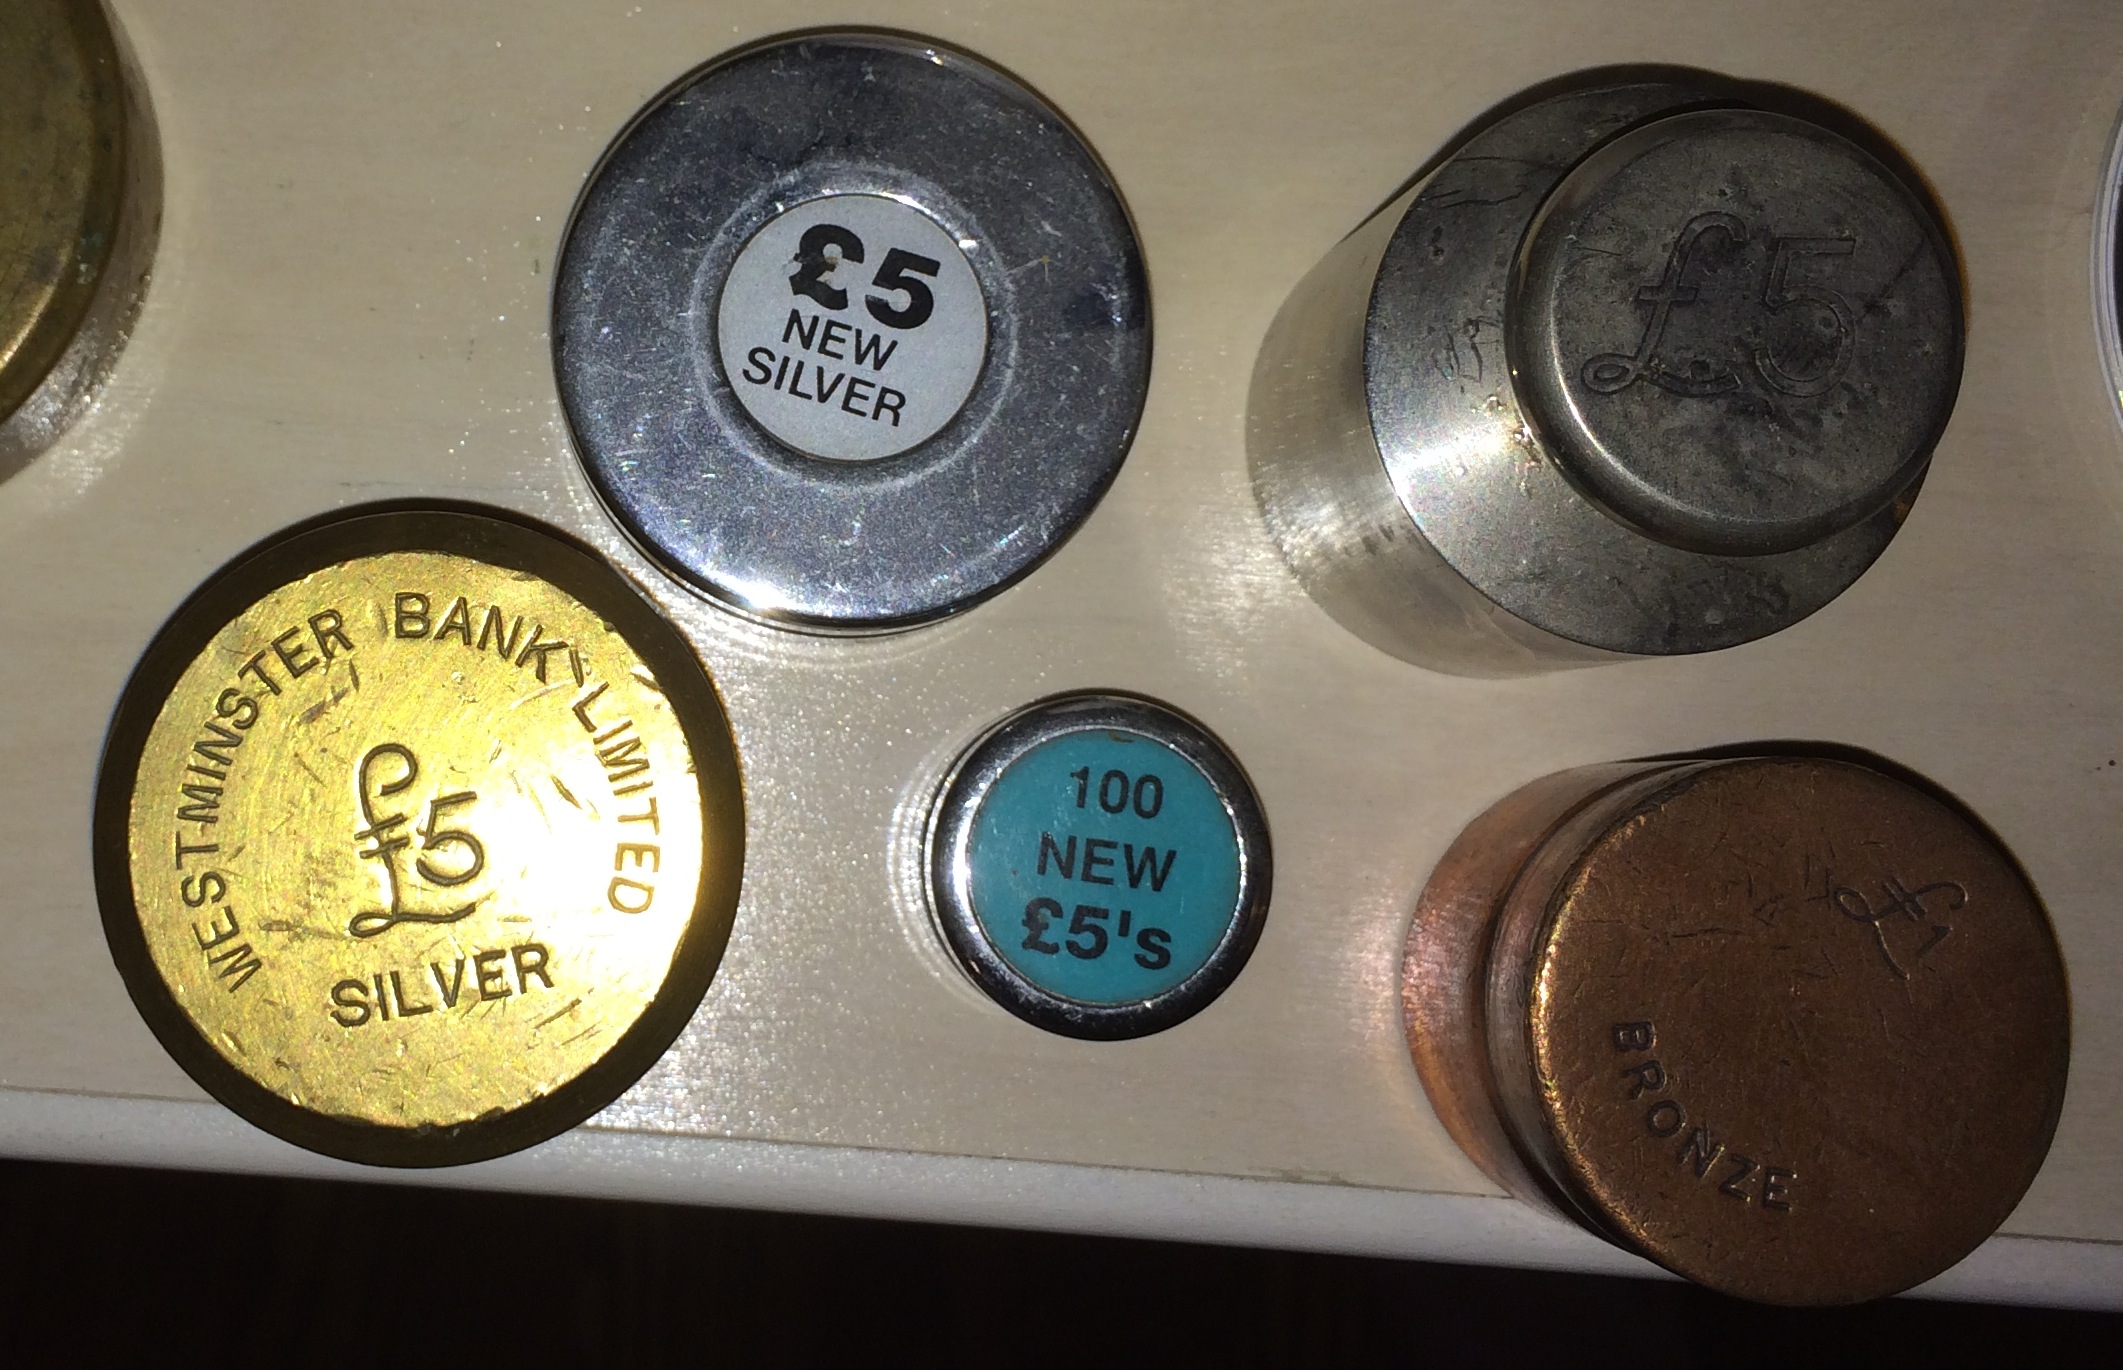 £5
NEW
SILVER
£5
WESTMINSTER BANK LIMITED
£5
SILVER
100
NEW
£5's
£1
BRONZE